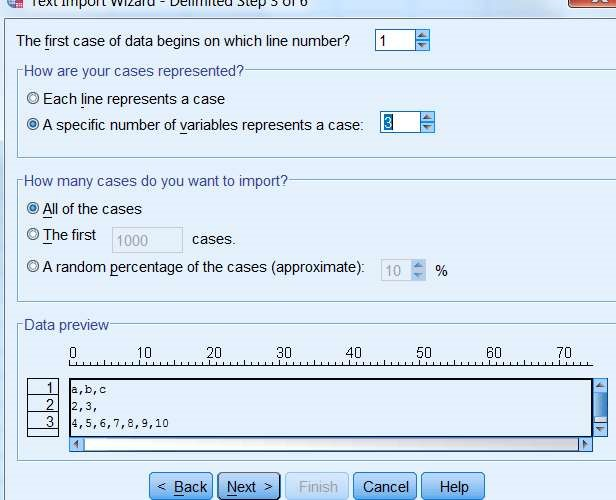 Text Import Wizard - Delimited Step 3 of 6
The first case of data begins on which line number? 1
How are your cases represented?
Each line represents a case
A specific number of variables represents a case: 3
How many cases do you want to import?
All of the cases
The first 1000 cases.
A random percentage of the cases (approximate): 10 %
Data preview
0 10 20 30 40 50 60 70
1 a,b,c
2 2,3,
3 4,5,6,7,8,9,10
< Back Next > Finish Cancel Help